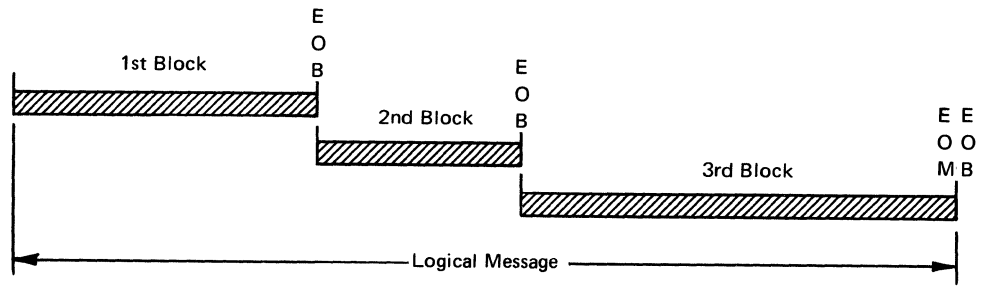 E
O
B
1st Block
E
O
B
2nd Block
E E
O O
M B
3rd Block
Logical Message